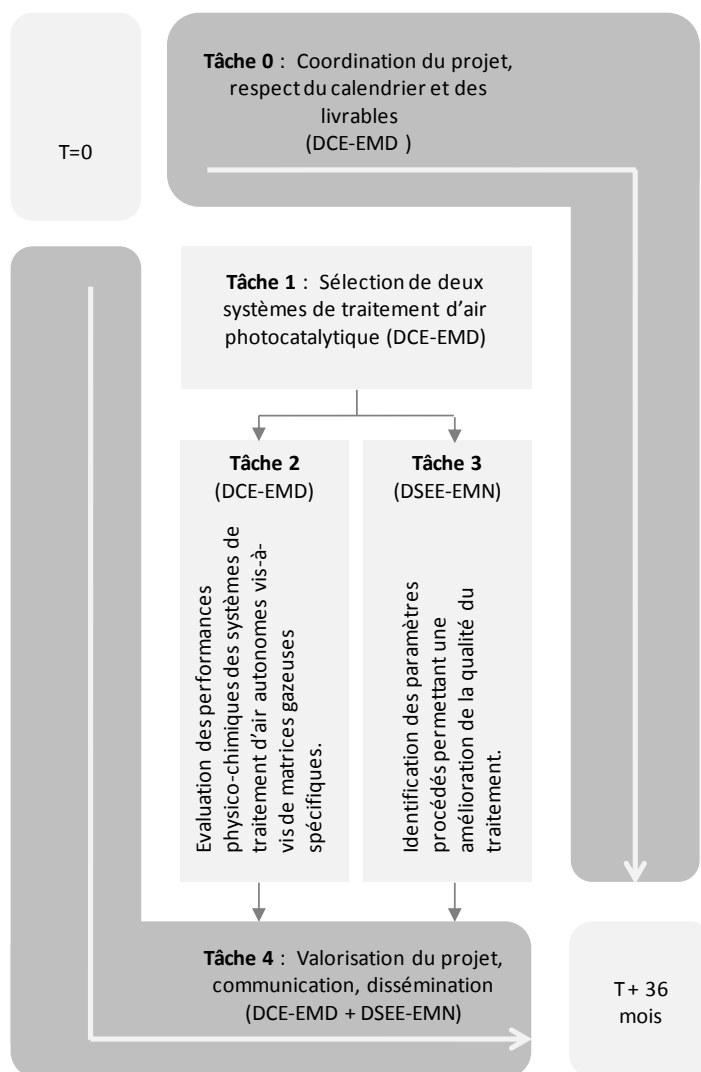 Tâche 0 : Coordination du projet,
respect du calendrier et des
livrables
(DCE-EMD )
T=0
Tâche 1 : Sélection de deux
systèmes de traitement d’air
photocatalytique (DCE-EMD)
Tâche 2
(DCE-EMD)
Evaluation des performances
physico-chimiques des systèmes de
traitement d’air autonomes vis-à-
vis de matrices gazeuses
spécifiques.
Tâche 3
(DSEE-EMN)
Identification des paramètres
procédés permettant une
amélioration de la qualité du
traitement.
Tâche 4 : Valorisation du projet,
communication, dissémination
(DCE-EMD + DSEE-EMN)
T + 36
mois